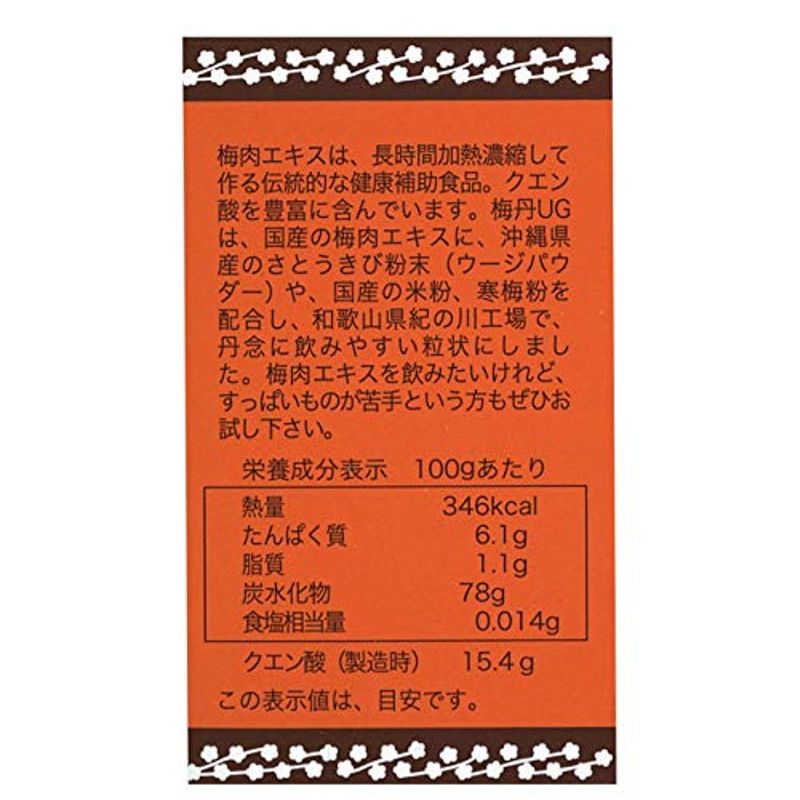 梅肉エキスは、長時間加熱濃縮して
作る伝統的な健康補助食品。クエン
酸を豊富に含んでいます。梅丹UG
は、国産の梅肉エキスに、沖縄県
産のさとうきび粉末（ウージパウ
ダー）や、国産の米粉、寒梅粉を
配合し、和歌山県紀の川工場で、
丹念に飲みやすい粒状にしまし
た。梅肉エキスを飲みたいけれど、
すっぱいものが苦手という方もぜひお
試し下さい。
栄養成分表示 100gあたり
熱量 346kcal
たんぱく質 6.1g
脂質 1.1g
炭水化物 78g
食塩相当量 0.014g
クエン酸（製造時） 15.4g
この表示値は、目安です。